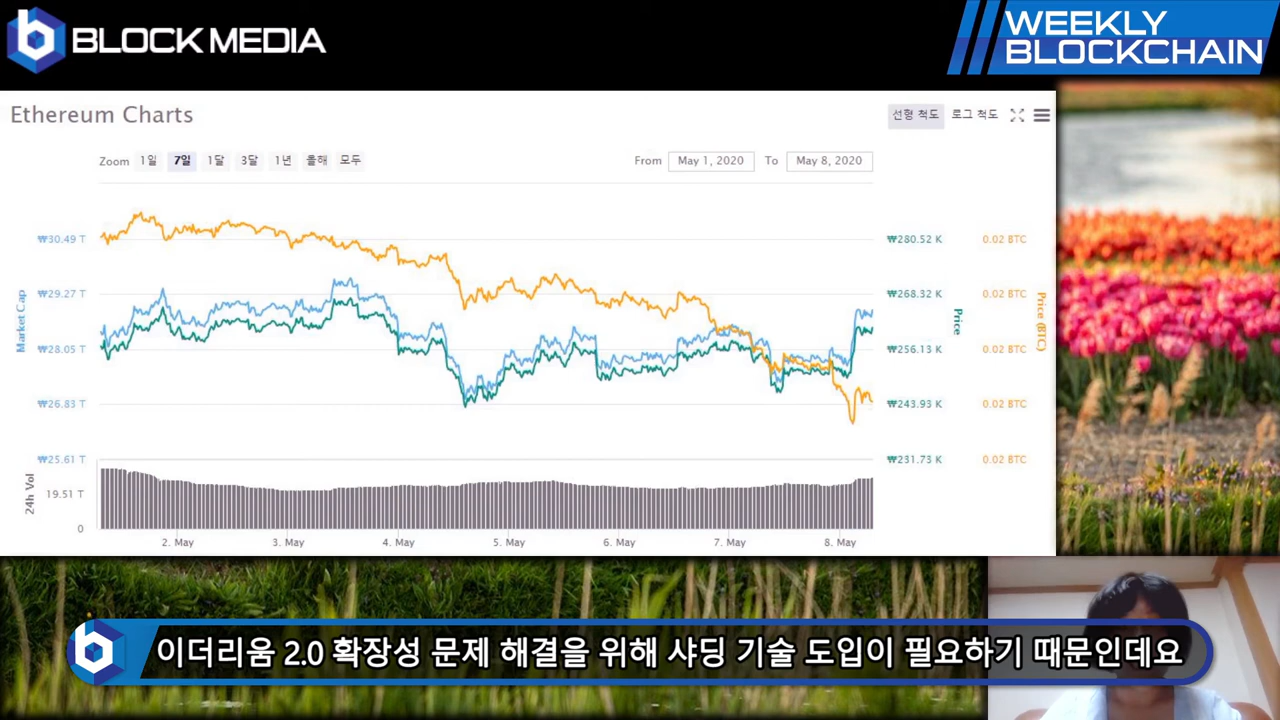 BLOCK MEDIA
WEEKLY
BLOCKCHAIN
Ethereum Charts
선형 척도 로그 척도
Zoom 1일 7일 1달 3달 1년 올해 모두
From May 1, 2020 To May 8, 2020
₩30.49 T
₩29.27 T
₩28.05 T
₩26.83 T
₩25.61 T
Market Cap
₩280.52 K
₩268.32 K
₩256.13 K
₩243.93 K
₩231.73 K
Price
0.02 BTC
0.02 BTC
0.02 BTC
0.02 BTC
0.02 BTC
Price (BTC)
24h Vol
19.51 T
0
2. May 3. May 4. May 5. May 6. May 7. May 8. May
이더리움 2.0 확장성 문제 해결을 위해 샤딩 기술 도입이 필요하기 때문인데요